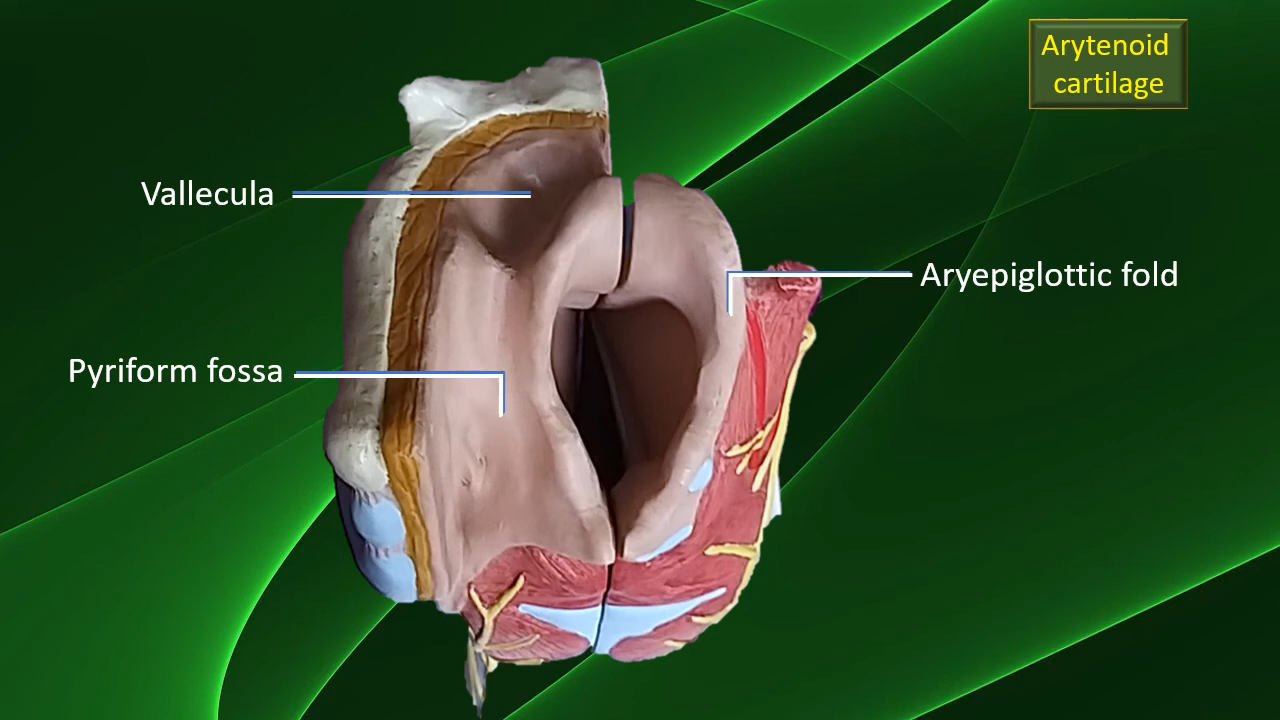 Arytenoid
cartilage
Vallecula
Aryepiglottic fold
Pyriform fossa